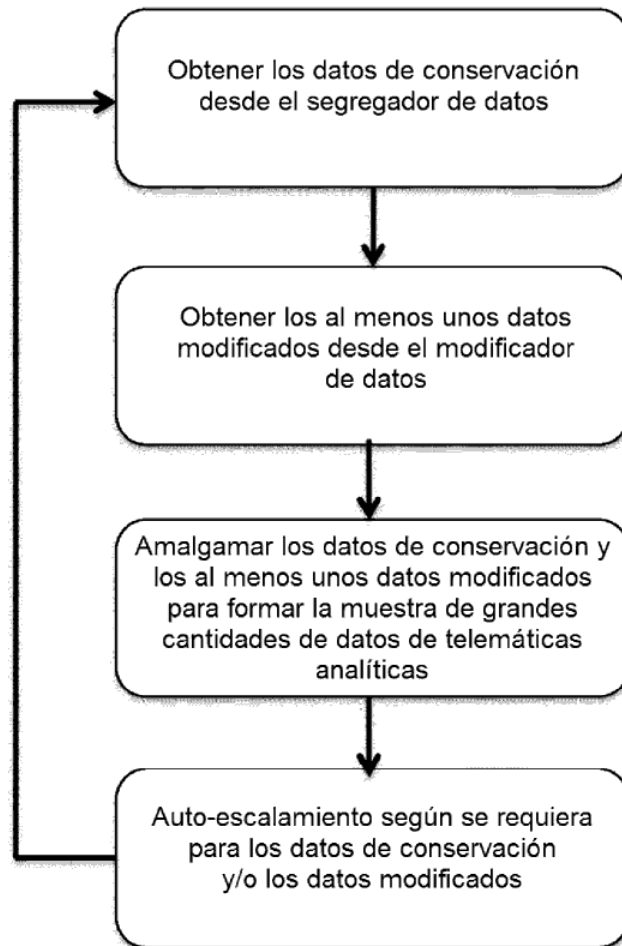 Obtener los datos de conservación
desde el segregador de datos
Obtener los al menos unos datos
modificados desde el modificador
de datos
Amalgamar los datos de conservación y
los al menos unos datos modificados
para formar la muestra de grandes
cantidades de datos de telemáticas
analíticas
Auto-escalamiento según se requiera
para los datos de conservación
y/o los datos modificados